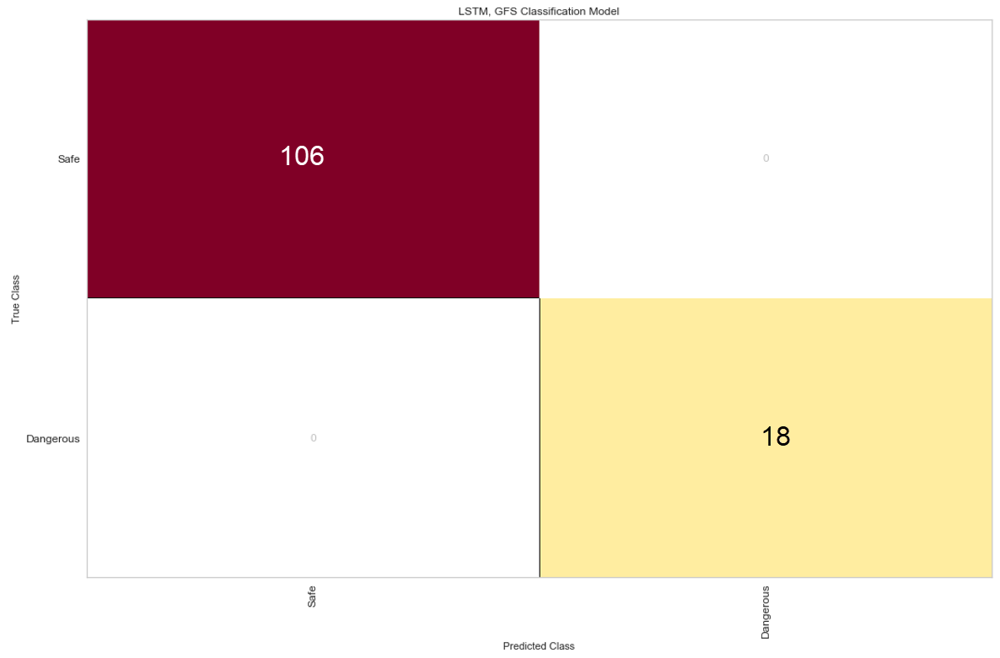 LSTM, GFS Classification Model
True Class
Safe
106
0
Dangerous
0
18
Safe
Dangerous
Predicted Class